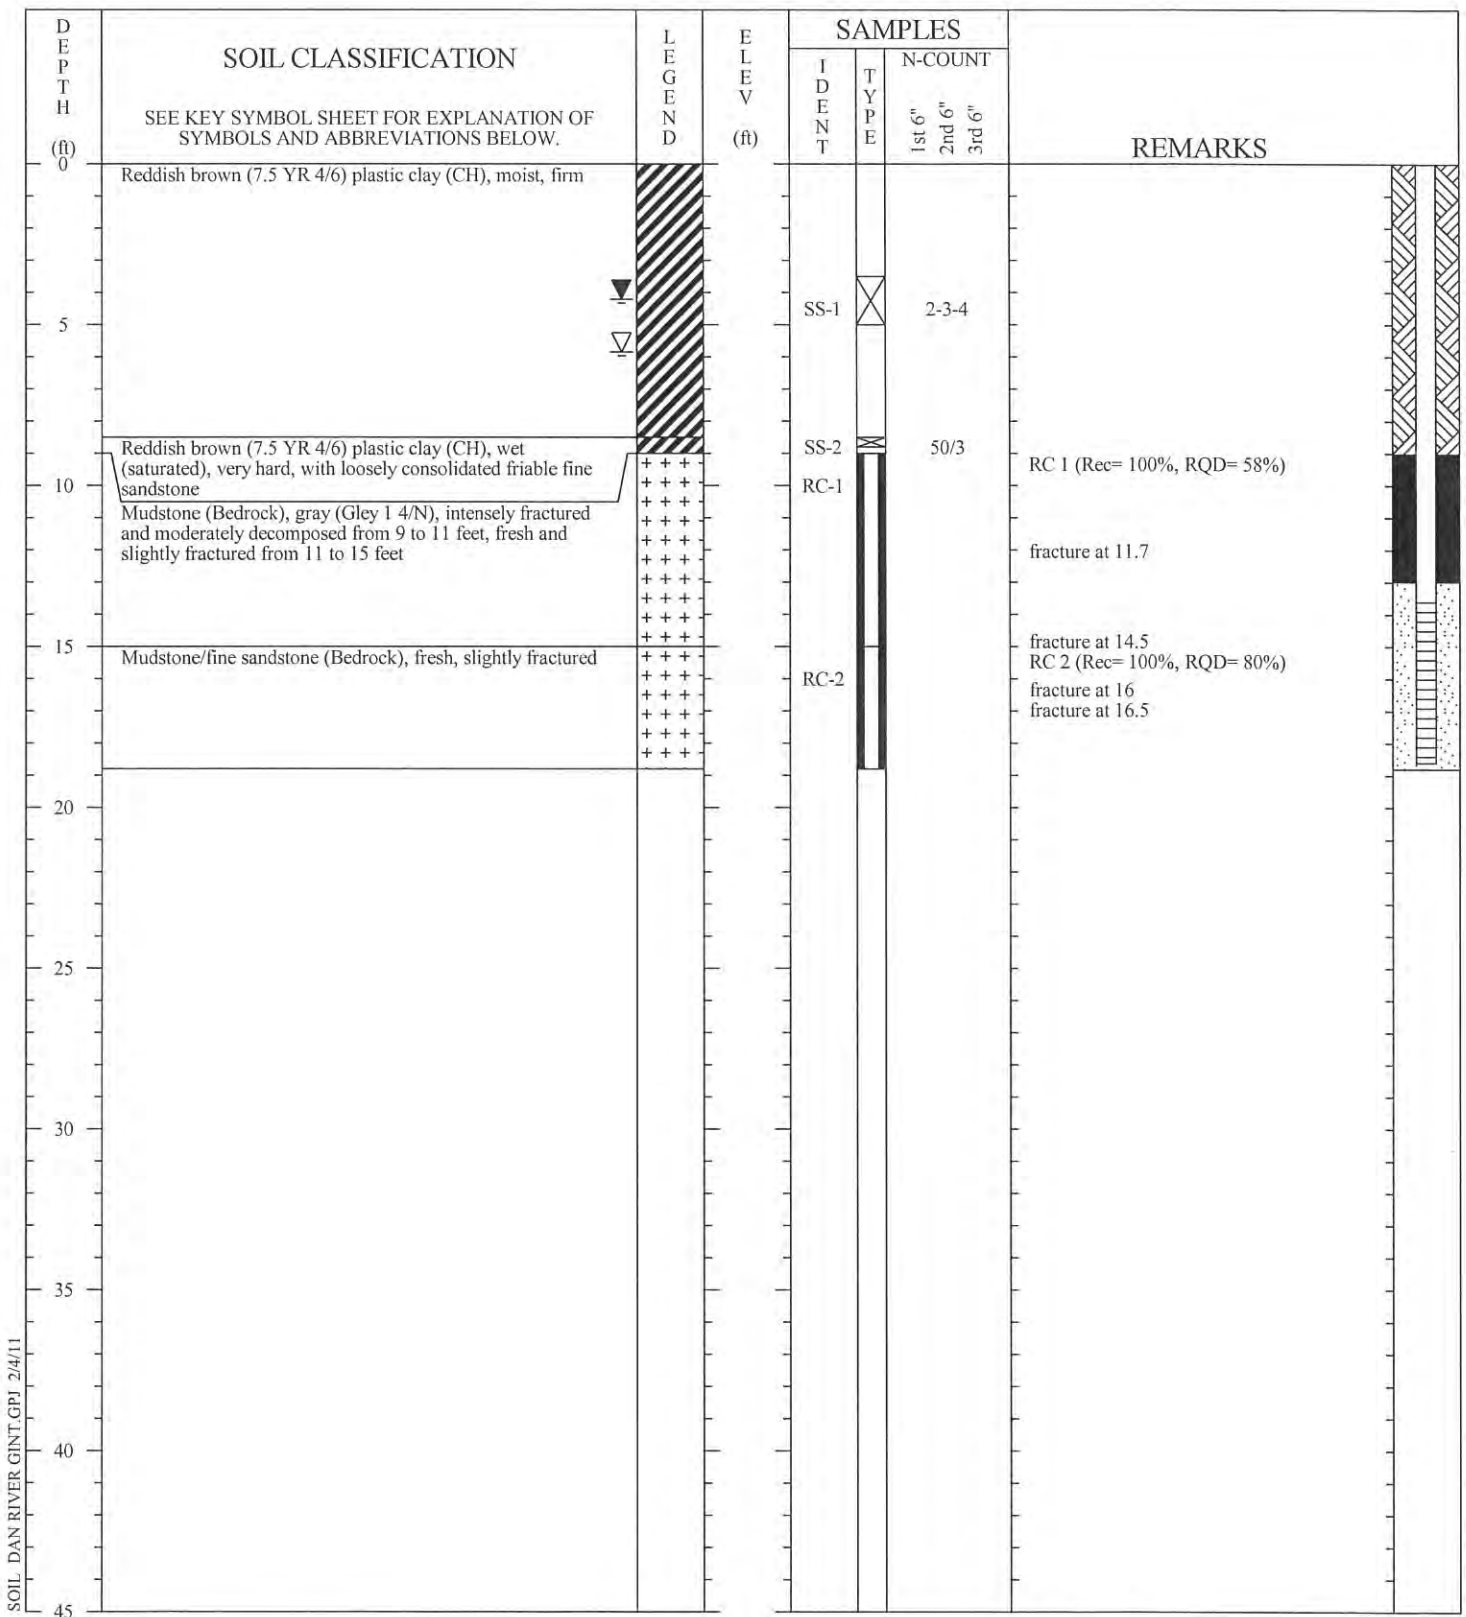 DEPTH
(ft)
SOIL CLASSIFICATION
SEE KEY SYMBOL SHEET FOR EXPLANATION OF
SYMBOLS AND ABBREVIATIONS BELOW.
LEGEND
ELEV
(ft)
SAMPLES
IDENT
TYPE
N-COUNT
1st 6"
2nd 6"
3rd 6"
REMARKS
0
Reddish brown (7.5 YR 4/6) plastic clay (CH), moist, firm
SS-1
2-3-4
5
Reddish brown (7.5 YR 4/6) plastic clay (CH), wet
(saturated), very hard, with loosely consolidated friable fine
sandstone
SS-2
50/3
RC 1 (Rec= 100%, RQD= 58%)
10
RC-1
Mudstone (Bedrock), gray (Gley 1 4/N), intensely fractured
and moderately decomposed from 9 to 11 feet, fresh and
slightly fractured from 11 to 15 feet
fracture at 11.7
fracture at 14.5
15
Mudstone/fine sandstone (Bedrock), fresh, slightly fractured
RC 2 (Rec= 100%, RQD= 80%)
RC-2
fracture at 16
fracture at 16.5
20
25
30
35
40
45
SOIL DAN RIVER GINT.GPJ 2/4/11